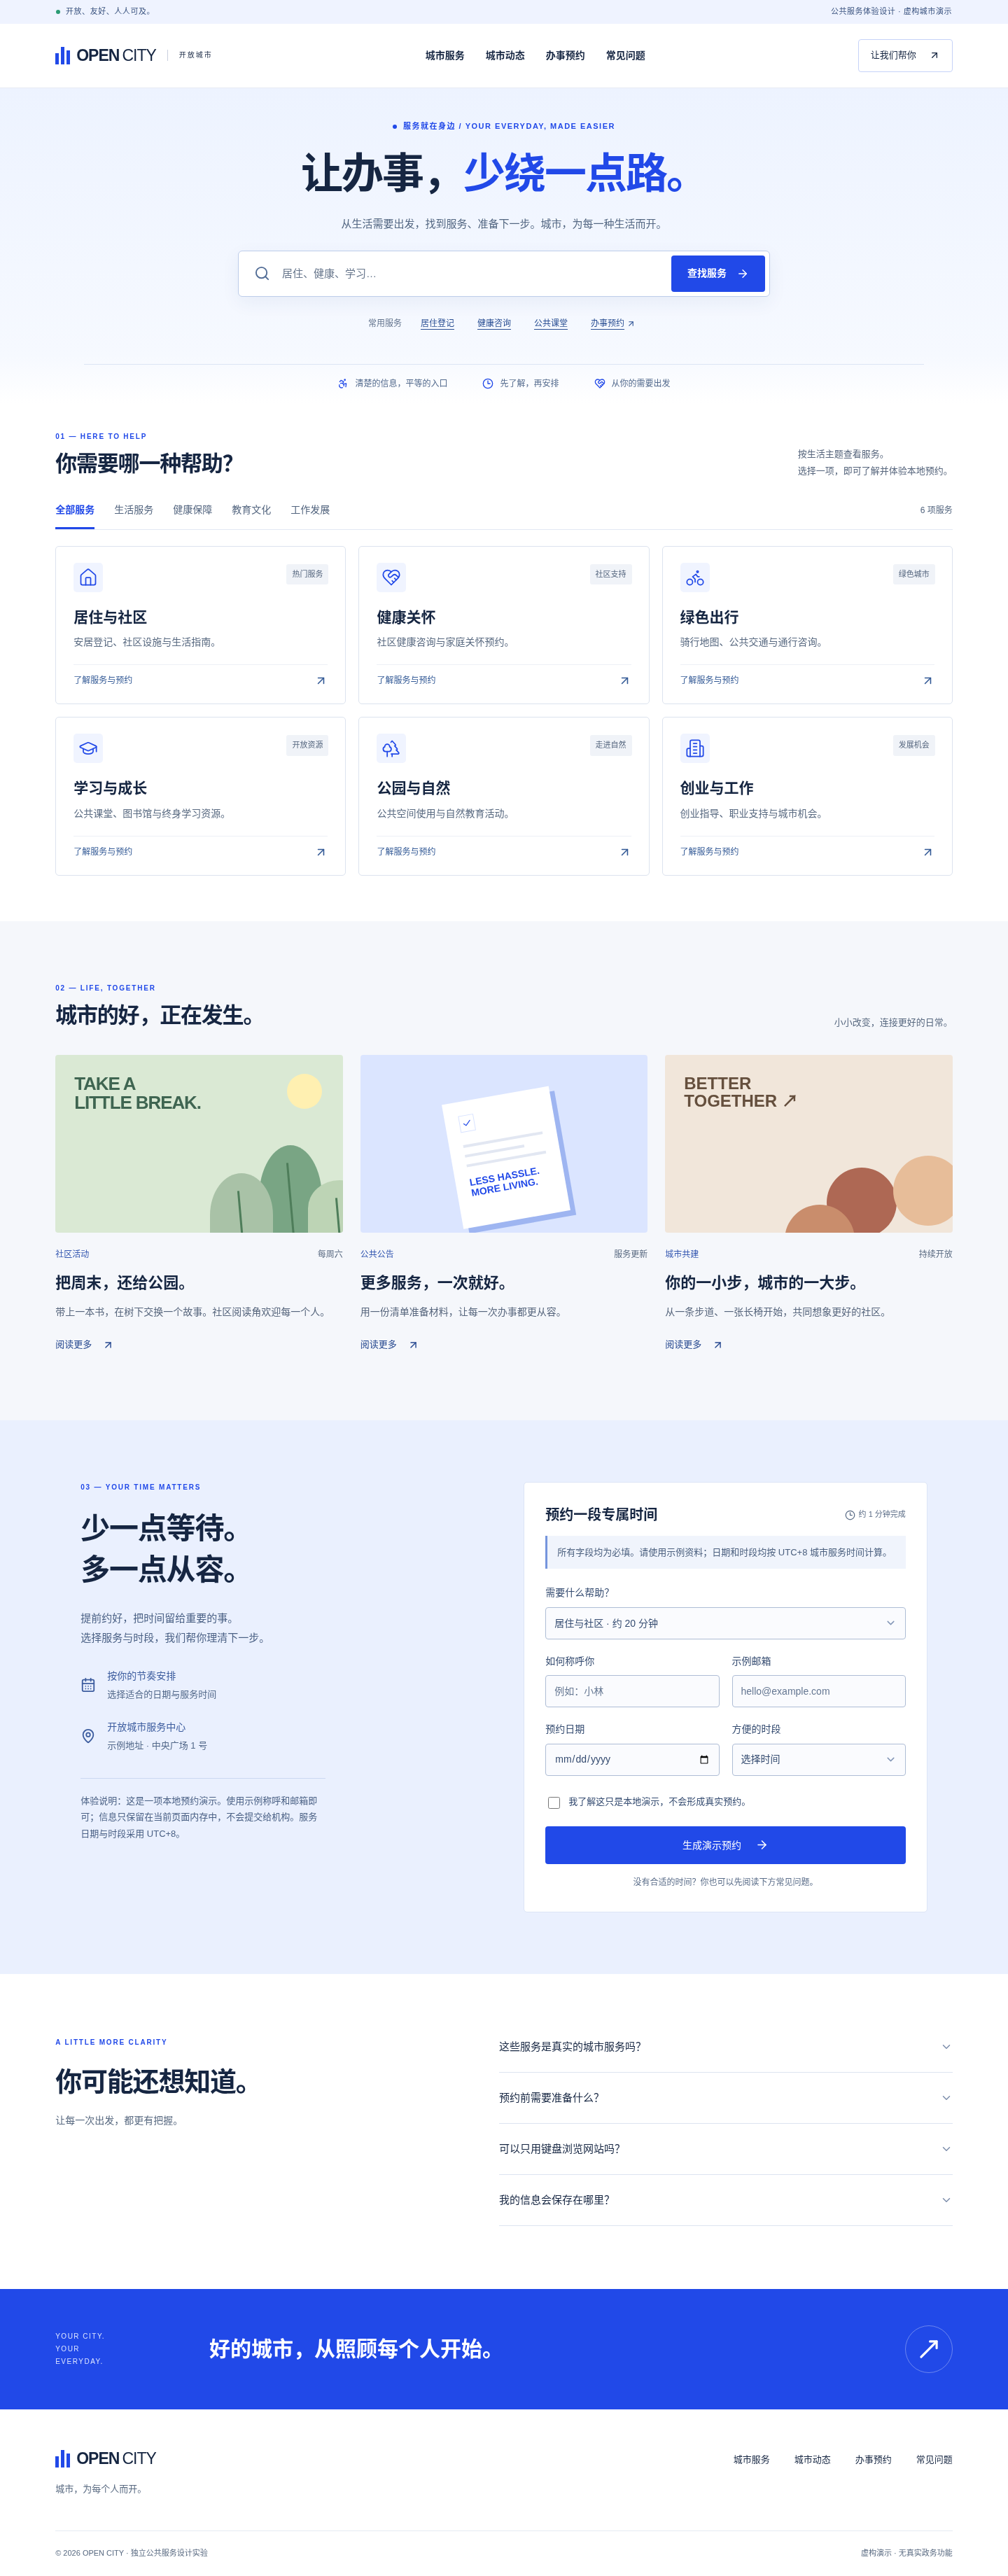 开放、友好、人人可及。
公共服务体验设计 · 虚构城市演示
OPEN CITY
开放城市
城市服务
城市动态
办事预约
常见问题
让我们帮你
服务就在身边 / YOUR EVERYDAY, MADE EASIER
让办事，少绕一点路。
从生活需要出发，找到服务、准备下一步。城市，为每一种生活而开。
居住、健康、学习…
查找服务
常用服务
居住登记
健康咨询
公共课堂
办事预约
清楚的信息，平等的入口
先了解，再安排
从你的需要出发
01 — HERE TO HELP
你需要哪一种帮助？
按生活主题查看服务。
选择一项，即可了解并体验本地预约。
全部服务
生活服务
健康保障
教育文化
工作发展
6 项服务
热门服务
居住与社区
安居登记、社区设施与生活指南。
了解服务与预约
社区支持
健康关怀
社区健康咨询与家庭关怀预约。
了解服务与预约
绿色城市
绿色出行
骑行地图、公共交通与通行咨询。
了解服务与预约
开放资源
学习与成长
公共课堂、图书馆与终身学习资源。
了解服务与预约
走进自然
公园与自然
公共空间使用与自然教育活动。
了解服务与预约
发展机会
创业与工作
创业指导、职业支持与城市机会。
了解服务与预约
02 — LIFE, TOGETHER
城市的好，正在发生。
小小改变，连接更好的日常。
TAKE A
LITTLE BREAK.
社区活动
每周六
把周末，还给公园。
带上一本书，在树下交换一个故事。社区阅读角欢迎每一个人。
阅读更多
LESS HASSLE.
MORE LIVING.
公共公告
服务更新
更多服务，一次就好。
用一份清单准备材料，让每一次办事都更从容。
阅读更多
BETTER
TOGETHER ↗
城市共建
持续开放
你的一小步，城市的一大步。
从一条步道、一张长椅开始，共同想象更好的社区。
阅读更多
03 — YOUR TIME MATTERS
少一点等待。
多一点从容。
提前约好，把时间留给重要的事。
选择服务与时段，我们帮你理清下一步。
按你的节奏安排
选择适合的日期与服务时间
开放城市服务中心
示例地址 · 中央广场 1 号
体验说明：这是一项本地预约演示。使用示例称呼和邮箱即
可；信息只保留在当前页面内存中，不会提交给机构。服务
日期与时段采用 UTC+8。
预约一段专属时间
约 1 分钟完成
所有字段均为必填。请使用示例资料；日期和时段均按 UTC+8 城市服务时间计算。
需要什么帮助？
居住与社区 · 约 20 分钟
如何称呼你
示例邮箱
例如：小林
hello@example.com
预约日期
方便的时段
mm/dd/yyyy
选择时间
我了解这只是本地演示，不会形成真实预约。
生成演示预约
没有合适的时间？你也可以先阅读下方常见问题。
A LITTLE MORE CLARITY
你可能还想知道。
让每一次出发，都更有把握。
这些服务是真实的城市服务吗？
预约前需要准备什么？
可以只用键盘浏览网站吗？
我的信息会保存在哪里？
YOUR CITY.
YOUR
EVERYDAY.
好的城市，从照顾每个人开始。
OPEN CITY
城市，为每个人而开。
城市服务
城市动态
办事预约
常见问题
© 2026 OPEN CITY · 独立公共服务设计实验
虚构演示 · 无真实政务功能